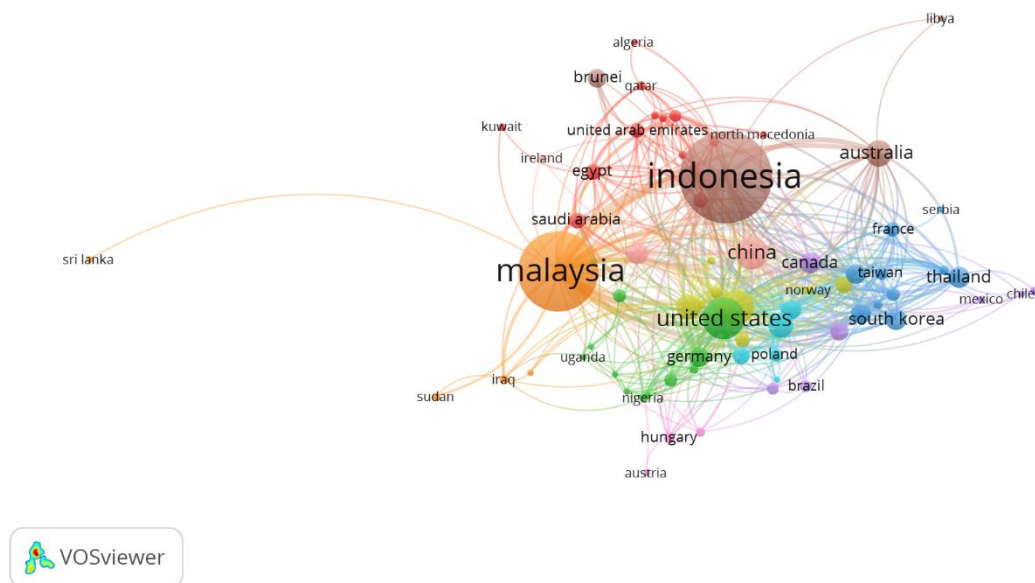 libya
algeria
brunei
qatar
kuwait
united arab emirates
north macedonia
ireland
australia
egypt
indonesia
serbia
saudi arabia
france
sri lanka
malaysia
china
canada
taiwan
thailand
norway
mexico
chile
united states
south korea
uganda
germany
poland
iraq
brazil
sudan
nigeria
hungary
austria
VOSviewer